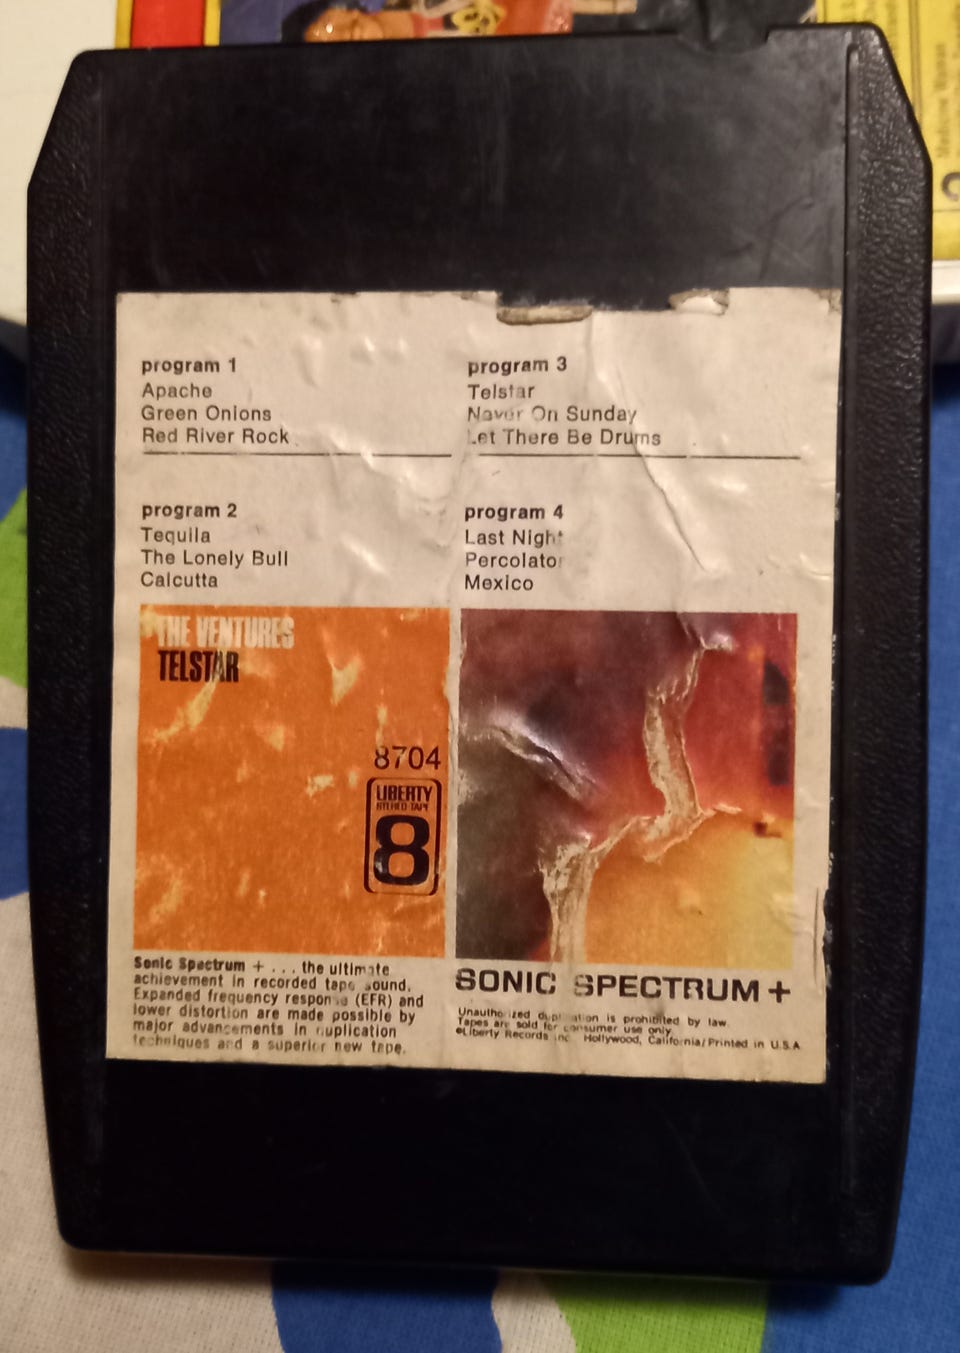 program 1
Apache
Green Onions
Red River Rock
program 2
Tequila
The Lonely Bull
Calcutta
program 3
Telstar
Never On Sunday
Let There Be Drums
program 4
Last Night
Percolator
Mexico
THE VENTURES
TELSTAR
8704
LIBERTY
STEREO-TAPE
8
Sonic Spectrum + ... the ultimate
achievement in recorded tape sound.
Expanded frequency response (EFR) and
lower distortion are made possible by
major advancements in duplication
techniques and a superior new tape.
SONIC SPECTRUM +
Unauthorized duplication is prohibited by law.
Tapes are sold for consumer use only.
©Liberty Records Inc. Hollywood, California/Printed in U.S.A.